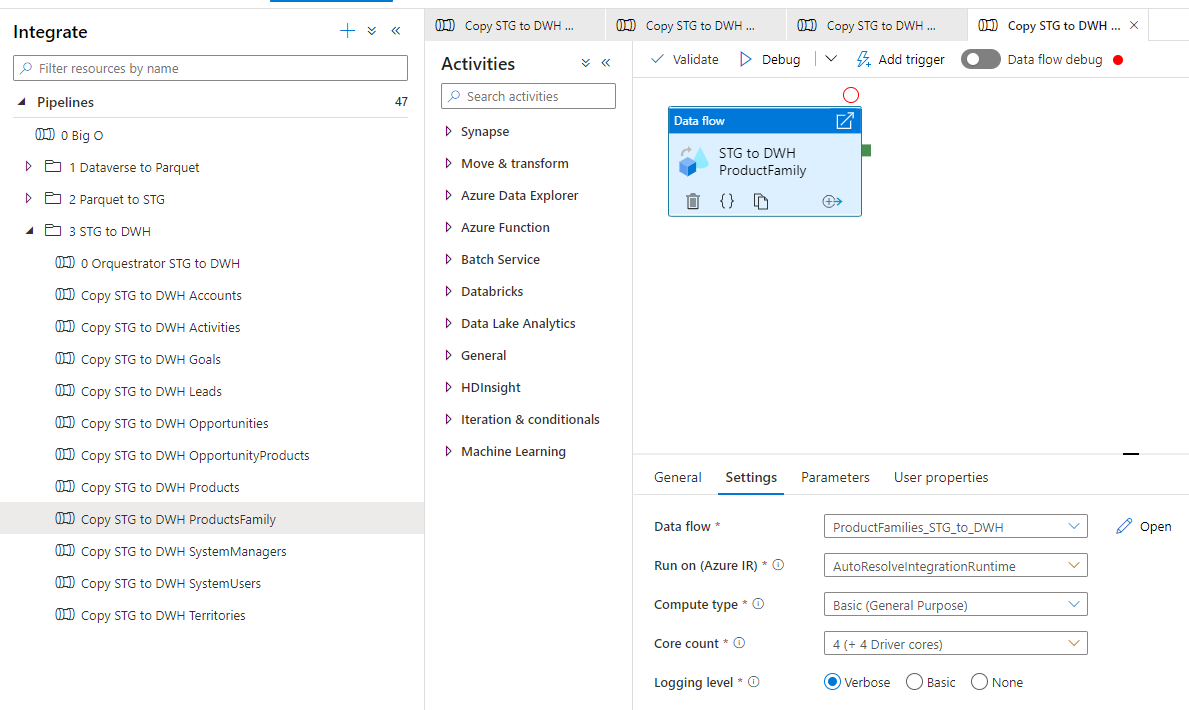 Integrate
Filter resources by name
Pipelines 47
0 Big O
1 Dataverse to Parquet
2 Parquet to STG
3 STG to DWH
0 Orquestrator STG to DWH
Copy STG to DWH Accounts
Copy STG to DWH Activities
Copy STG to DWH Goals
Copy STG to DWH Leads
Copy STG to DWH Opportunities
Copy STG to DWH OpportunityProducts
Copy STG to DWH Products
Copy STG to DWH ProductsFamily
Copy STG to DWH SystemManagers
Copy STG to DWH SystemUsers
Copy STG to DWH Territories
Copy STG to DWH ... Copy STG to DWH ... Copy STG to DWH ... Copy STG to DWH ...
Activities
Search activities
Synapse
Move & transform
Azure Data Explorer
Azure Function
Batch Service
Databricks
Data Lake Analytics
General
HDInsight
Iteration & conditionals
Machine Learning
Validate Debug Add trigger Data flow debug
Data flow
STG to DWH
ProductFamily
{}
General Settings Parameters User properties
Data flow * ProductFamilies_STG_to_DWH Open
Run on (Azure IR) * AutoResolveIntegrationRuntime
Compute type * Basic (General Purpose)
Core count * 4 (+ 4 Driver cores)
Logging level * Verbose Basic None